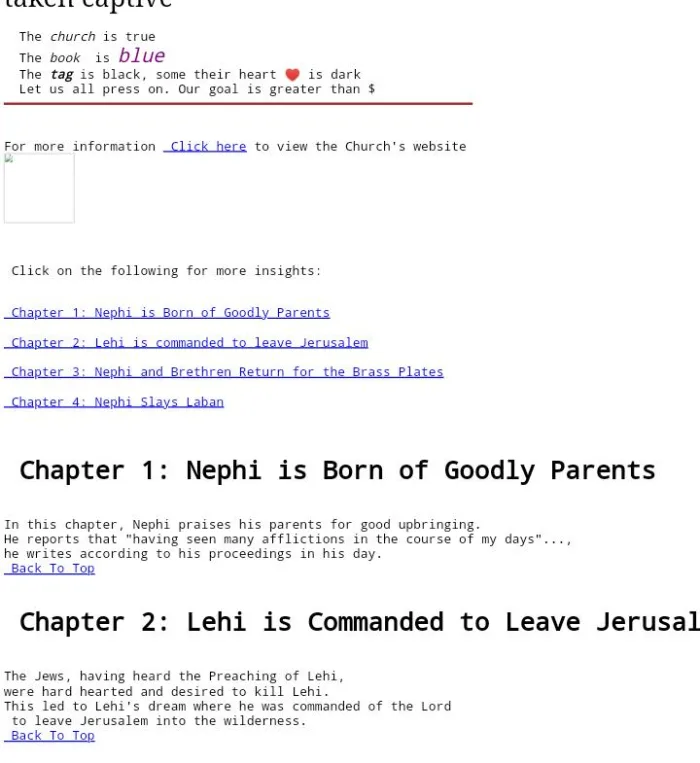 taken captive
The church is true
The book is blue
The tag is black, some their heart ❤️ is dark
Let us all press on. Our goal is greater than $
For more information Click here to view the Church's website
Click on the following for more insights:
Chapter 1: Nephi is Born of Goodly Parents
Chapter 2: Lehi is commanded to leave Jerusalem
Chapter 3: Nephi and Brethren Return for the Brass Plates
Chapter 4: Nephi Slays Laban
Chapter 1: Nephi is Born of Goodly Parents
In this chapter, Nephi praises his parents for good upbringing.
He reports that "having seen many afflictions in the course of my days"...,
he writes according to his proceedings in his day.
Back To Top
Chapter 2: Lehi is Commanded to Leave Jerusal
The Jews, having heard the Preaching of Lehi,
were hard hearted and desired to kill Lehi.
This led to Lehi's dream where he was commanded of the Lord
to leave Jerusalem into the wilderness.
Back To Top